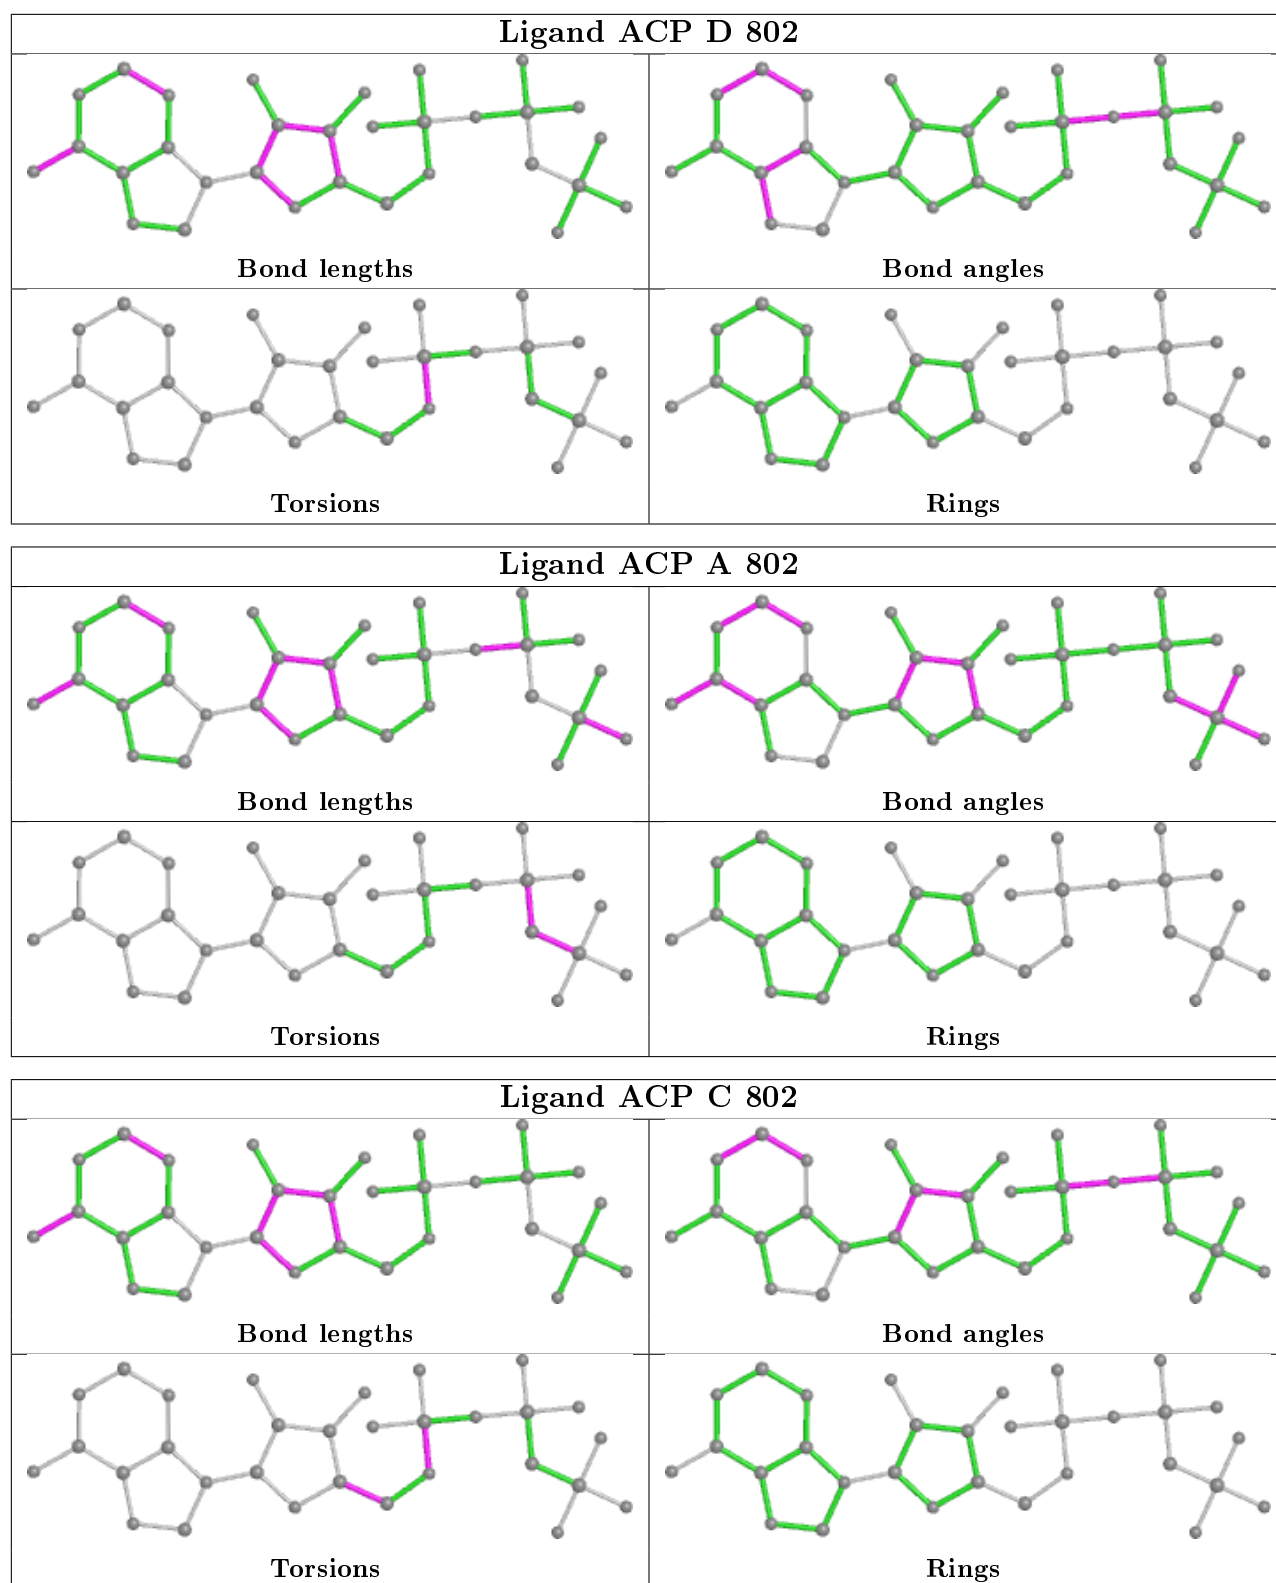 Ligand ACP D 802
Bond lengths
Bond angles
Torsions
Rings
Ligand ACP A 802
Bond lengths
Bond angles
Torsions
Rings
Ligand ACP C 802
Bond lengths
Bond angles
Torsions
Rings